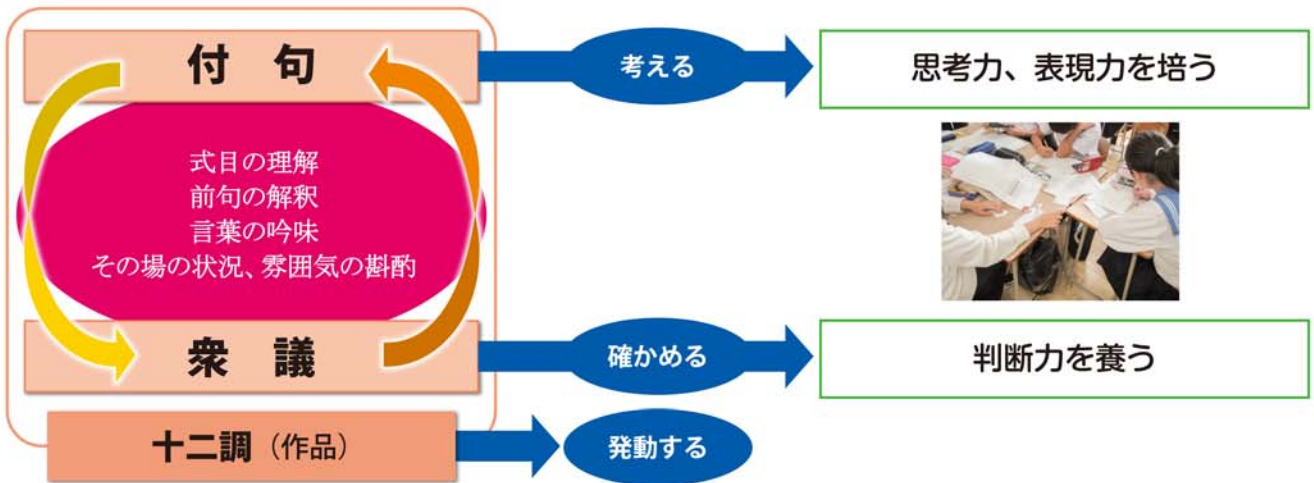 付 句
考える
思考力、表現力を培う
式目の理解
前句の解釈
言葉の吟味
その場の状況、雰囲気の斟酌
衆 議
確かめる
判断力を養う
十二調（作品）
発動する